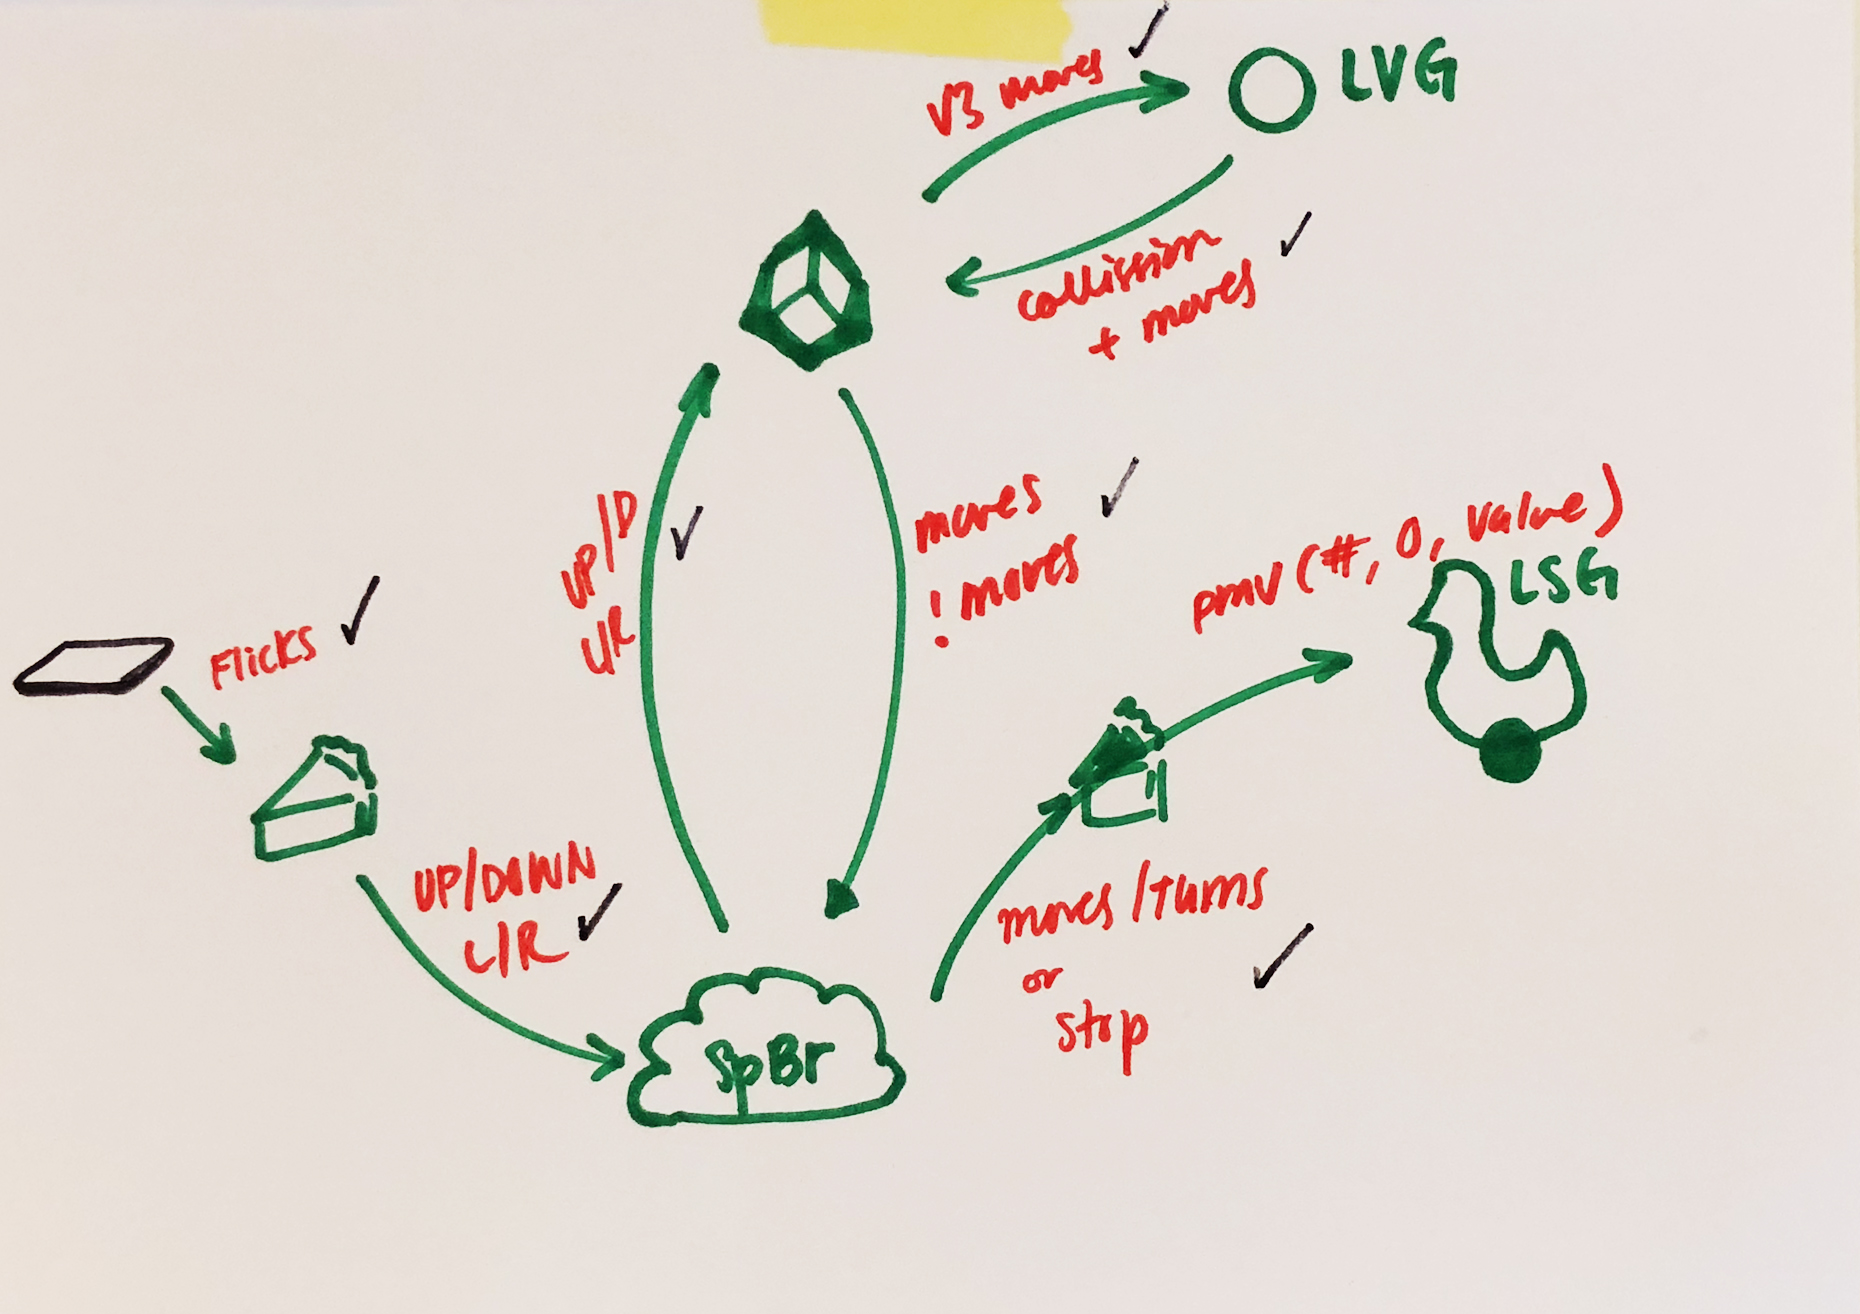 V3 moves
LVG
collission
+ moves
UP/D
L/R
moves
! moves
pmv (#, 0, value)
LSG
Flicks
UP/DOWN
L/R
moves/turns
or
stop
SpBr